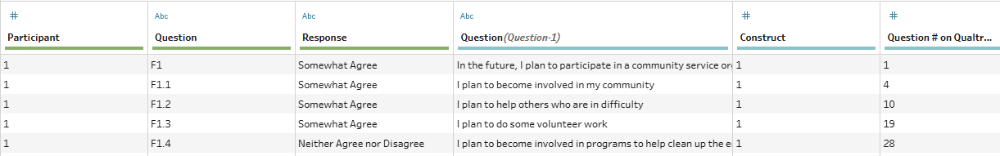 # Abc Abc Abc # #
Participant Question Response Question(Question-1) Construct Question # on Qualtr...
1 F1 Somewhat Agree In the future, I plan to participate in a community service or 1 1
1 F1.1 Somewhat Agree I plan to become involved in my community 1 4
1 F1.2 Somewhat Agree I plan to help others who are in difficulty 1 10
1 F1.3 Somewhat Agree I plan to do some volunteer work 1 19
1 F1.4 Neither Agree nor Disagree I plan to become involved in programs to help clean up the e 1 28